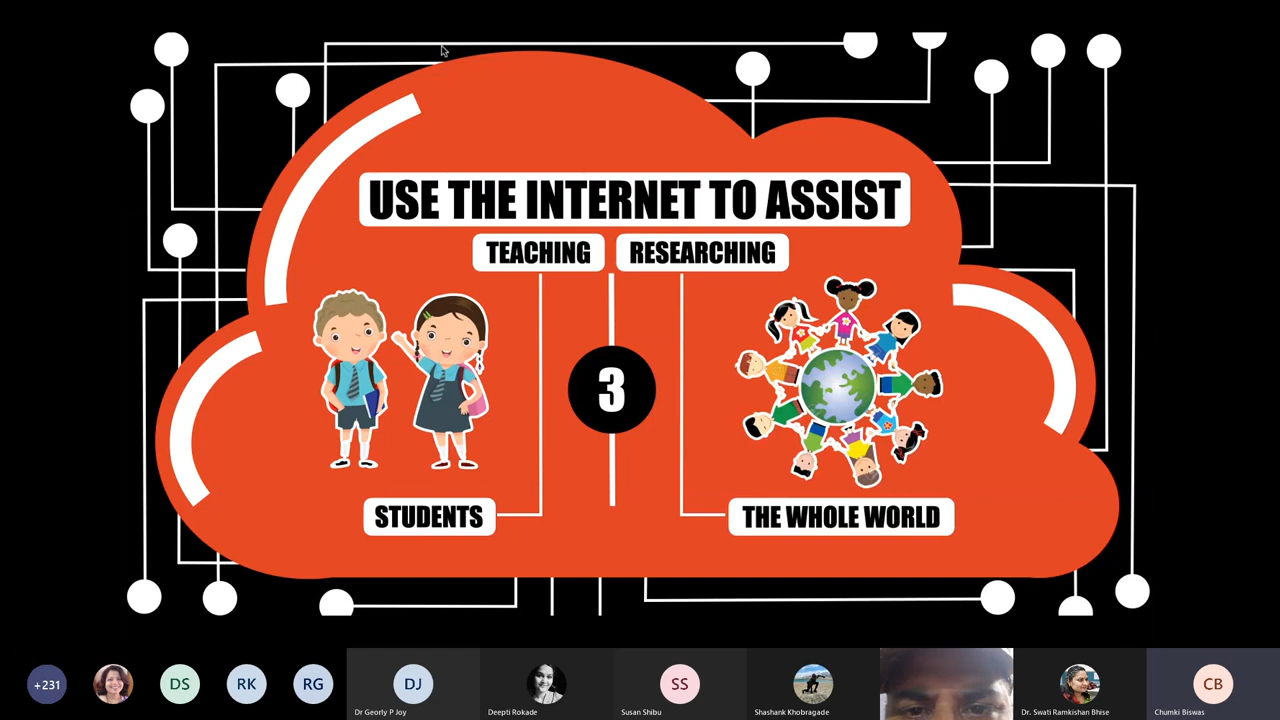 USE THE INTERNET TO ASSIST
TEACHING
RESEARCHING
3
STUDENTS
THE WHOLE WORLD
+231
DS
RK
RG
DJ
Dr Georly P Joy
Deepti Rokade
SS
Susan Shibu
Shashank Khobragade
Dr. Swati Ramkishan Bhise
CB
Chumki Biswas